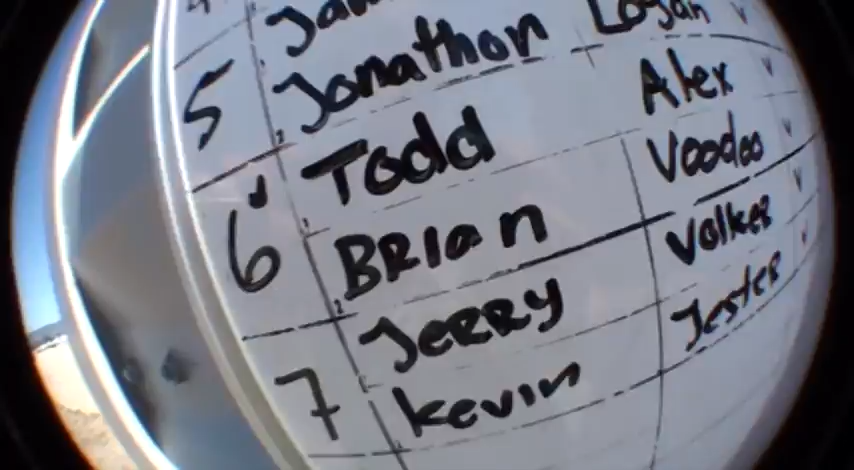 5 Jonathon Logan
Todd Alex
6 BRIan Voodoo
JERRy Volker
7 kevin Jester